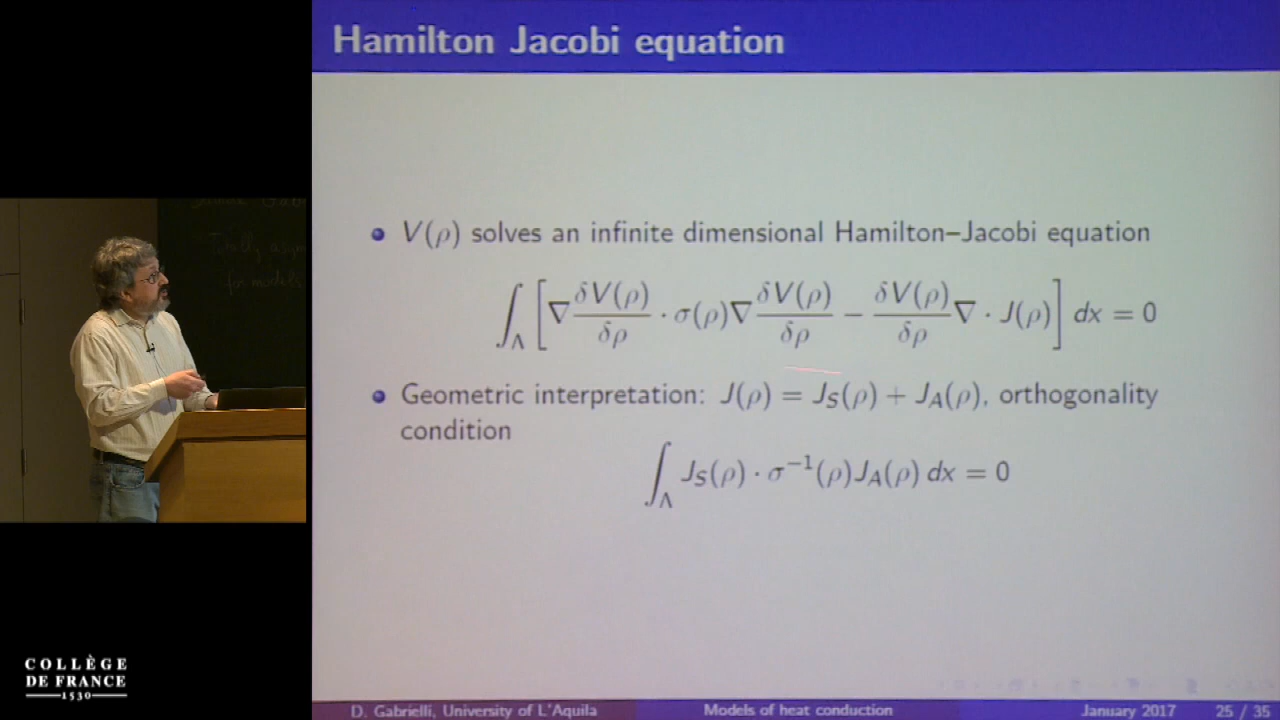 Hamilton Jacobi equation
V(ρ) solves an infinite dimensional Hamilton–Jacobi equation
∫_Λ [∇ δV(ρ)/δρ · σ(ρ)∇ δV(ρ)/δρ − δV(ρ)/δρ ∇ · J(ρ)] dx = 0
Geometric interpretation: J(ρ) = J_S(ρ) + J_A(ρ), orthogonality
condition
∫_Λ J_S(ρ) · σ⁻¹(ρ)J_A(ρ) dx = 0
COLLÈGE
DE FRANCE
1530
D. Gabrielli, University of L'Aquila Models of heat conduction January 2017 25 / 35